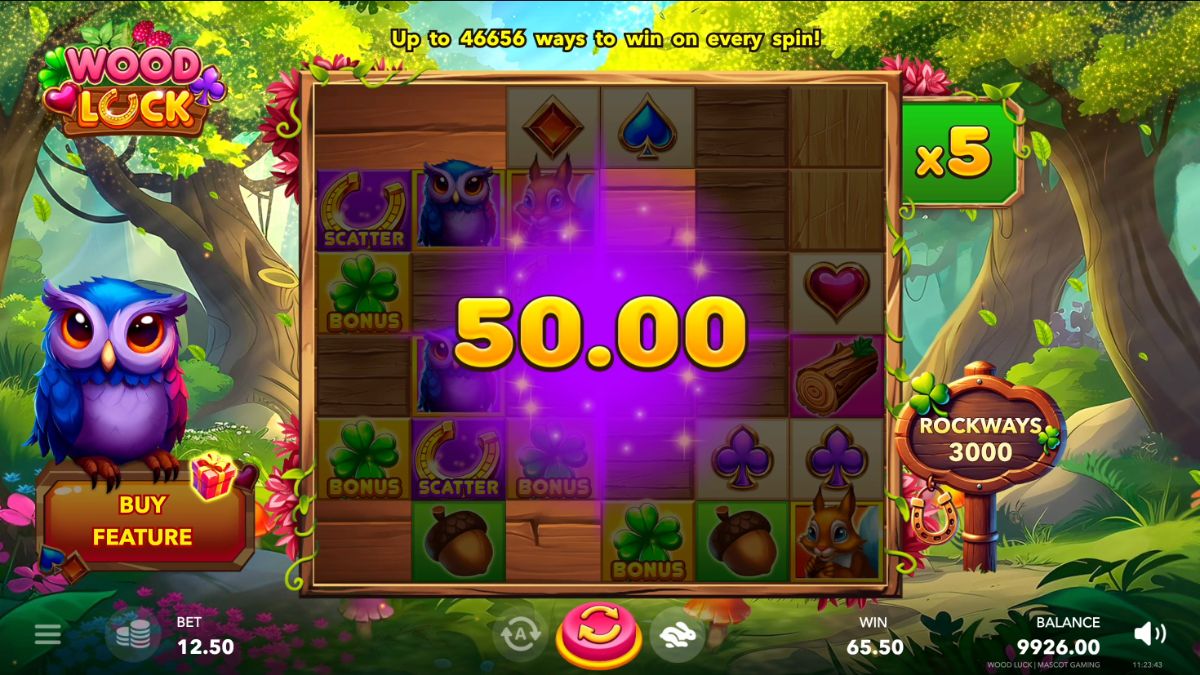 Up to 46656 ways to win on every spin!
WOOD
LUCK
x5
SCATTER
BONUS
50.00
BONUS
SCATTER
BONUS
BONUS
ROCKWAYS
3000
BUY
FEATURE
BET
12.50
A
WIN
65.50
BALANCE
9926.00
WOOD LUCK | MASCOT GAMING
11:23:43